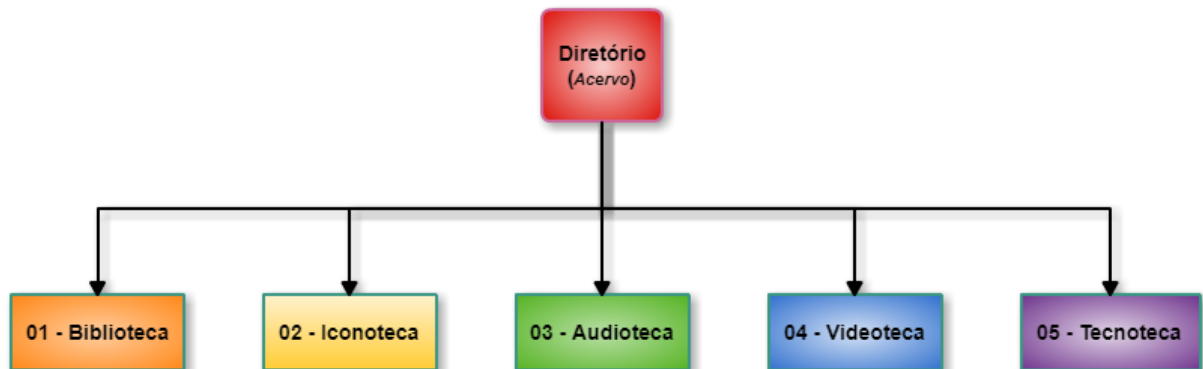 Diretório
(Acervo)
01 - Biblioteca
02 - Iconoteca
03 - Audioteca
04 - Videoteca
05 - Tecnoteca